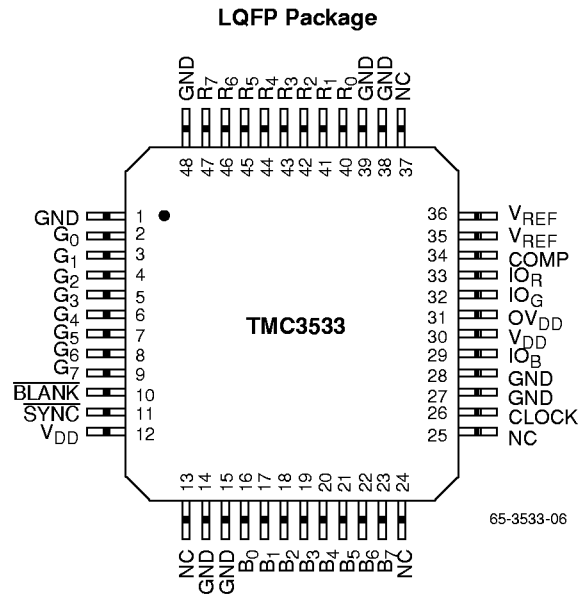 LQFP Package
GND R7 R6 R5 R4 R3 R2 R1 R0 GND GND NC
48 47 46 45 44 43 42 41 40 39 38 37
GND 1 36 VREF
G0 2 35 VREF
G1 3 34 COMP
G2 4 33 IOR
G3 5 32 IOG
G4 6 31 OVDD
TMC3533
G5 7 30 VDD
G6 8 29 IOB
G7 9 28 GND
BLANK 10 27 GND
SYNC 11 26 CLOCK
VDD 12 25 NC
13 14 15 16 17 18 19 20 21 22 23 24
NC GND GND B0 B1 B2 B3 B4 B5 B6 B7 NC
65-3533-06